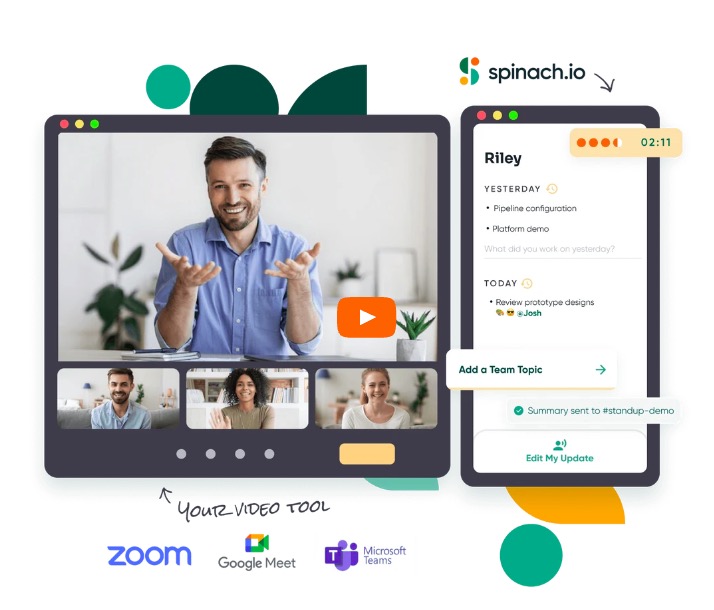 spinach.io
02:11
Riley
YESTERDAY
• Pipeline configuration
• Platform demo
What did you work on yesterday?
TODAY
• Review prototype designs
@Josh
Add a Team Topic
Summary sent to #standup-demo
Edit My Update
YOUR VIDEO TOOL
zoom
Google Meet
T
Microsoft
Teams